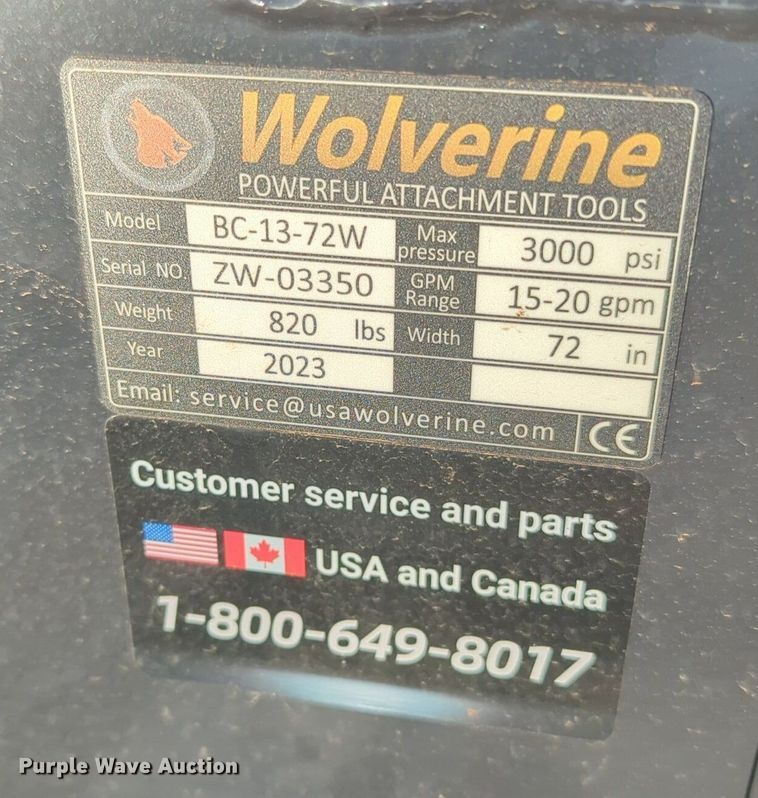 Wolverine
POWERFUL ATTACHMENT TOOLS
Model BC-13-72W Max pressure 3000 psi
Serial NO. ZW-03350 GPM Range 15-20 gpm
Weight 820 lbs Width 72 in
Year 2023
Email: service@usawolverine.com CE
Customer service and parts
USA and Canada
1-800-649-8017
Purple Wave Auction